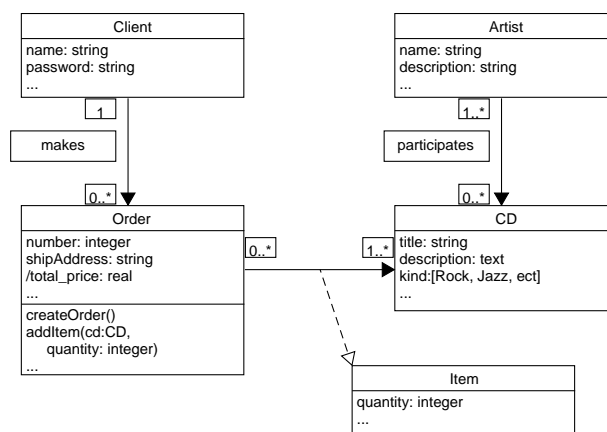 Client
name: string
password: string
...
Artist
name: string
description: string
...
1
1..*
makes
participates
0..*
0..*
Order
number: integer
shipAddress: string
/total_price: real
...
createOrder()
addItem(cd:CD,
quantity: integer)
...
0..*
1..*
CD
title: string
description: text
kind:[Rock, Jazz, ect]
...
Item
quantity: integer
...